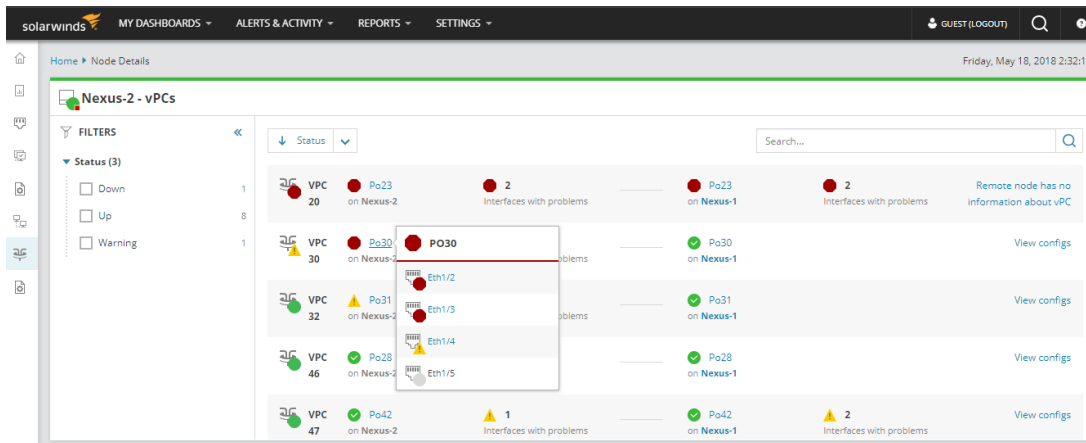 solarwinds MY DASHBOARDS ALERTS & ACTIVITY REPORTS SETTINGS GUEST (LOGOUT)
Home Node Details Friday, May 18, 2018 2:32:1
Nexus-2 - vPCs
FILTERS «
Status (3)
Down 1
Up 8
Warning 1
Status Search...
VPC 20 Po23 on Nexus-2 2 Interfaces with problems Po23 on Nexus-1 2 Interfaces with problems Remote node has no information about vPC
VPC 30 Po30 on Nexus-2 oblems Po30 on Nexus-1 View configs
PO30
Eth1/2
Eth1/3
Eth1/4
Eth1/5
VPC 32 Po31 on Nexus-2 oblems Po31 on Nexus-1 View configs
VPC 46 Po28 on Nexus-2 Po28 on Nexus-1 View configs
VPC 47 Po42 on Nexus-2 1 Interfaces with problems Po42 on Nexus-1 2 Interfaces with problems View configs